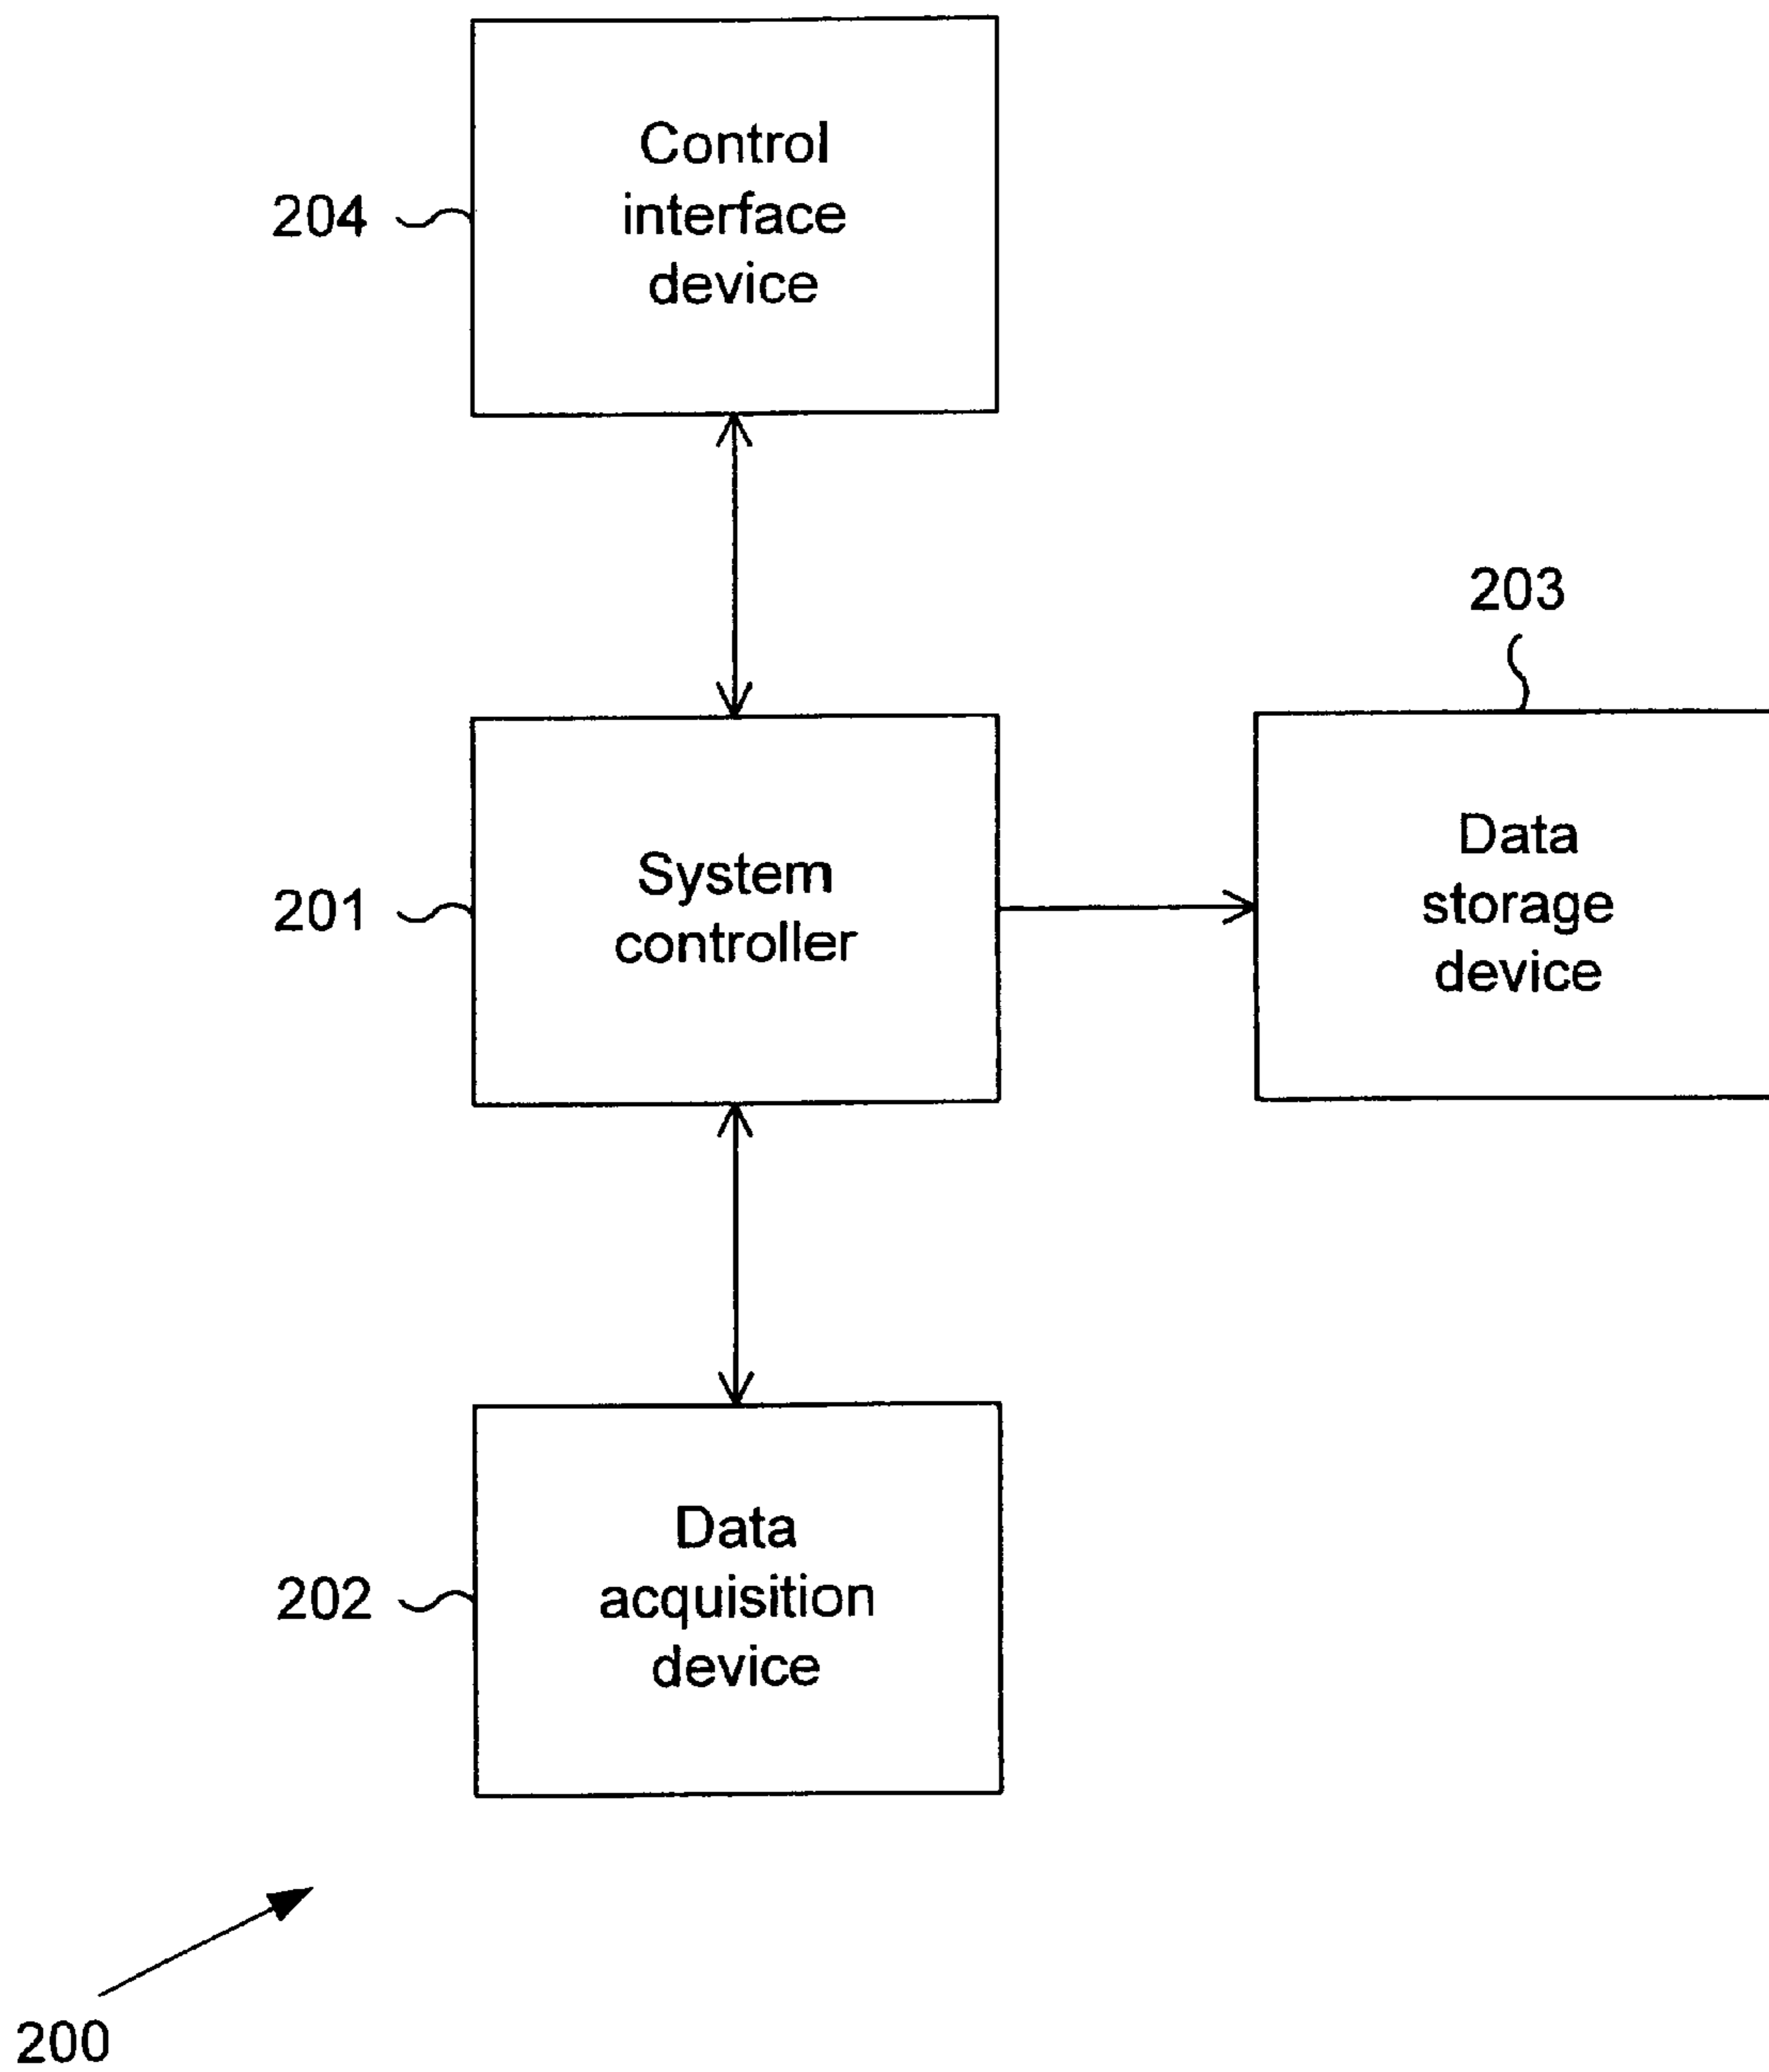 Control
interface
device
204
203
System
controller
201
Data
storage
device
Data
acquisition
device
202
200